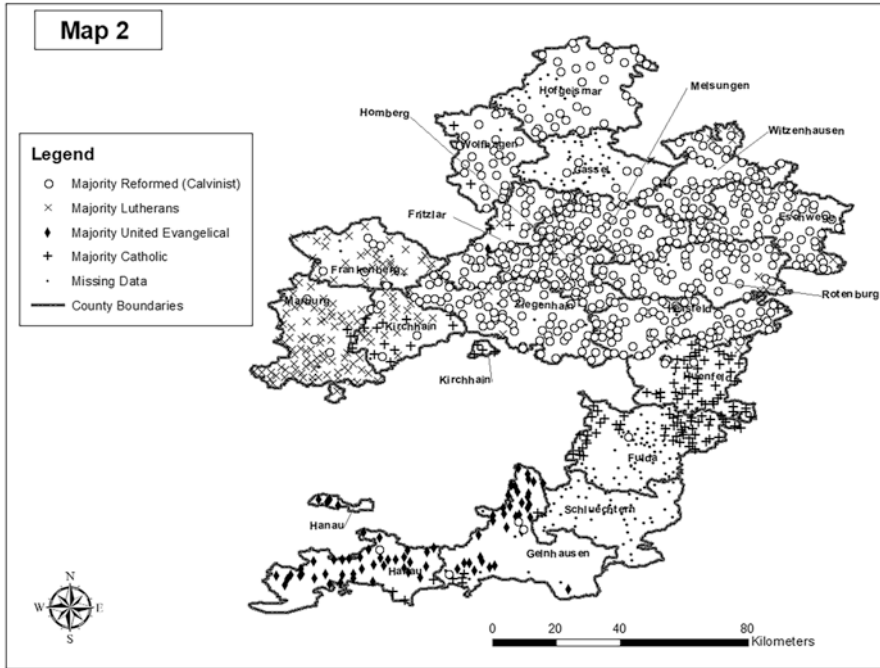 Map 2
Legend
Majority Reformed (Calvinist)
Majority Lutherans
Majority United Evangelical
Majority Catholic
Missing Data
County Boundaries
Hofgeismar
Melsungen
Homberg
Witzenhausen
Wolfhagen
Cassel
Fritzlar
Eschwege
Frankenberg
Marburg
Ziegenhain
Hersfeld
Rotenburg
Kirchhain
Kirchhain
Huenfeld
Fulda
Schluechtern
Hanau
Gelnhausen
Hanau
N
W E
S
0 20 40 80
Kilometers